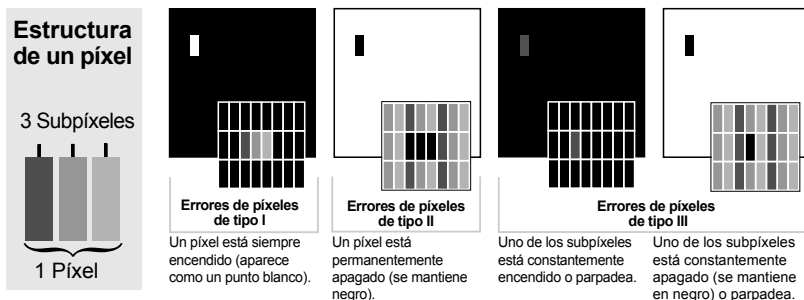 Estructura
de un píxel
3 Subpíxeles
1 Píxel
Errores de píxeles
de tipo I
Un píxel está siempre
encendido (aparece
como un punto blanco).
Errores de píxeles
de tipo II
Un píxel está
permanentemente
apagado (se mantiene
negro).
Errores de píxeles
de tipo III
Uno de los subpíxeles
está constantemente
encendido o parpadea.
Uno de los subpíxeles
está constantemente
apagado (se mantiene
en negro) o parpadea.